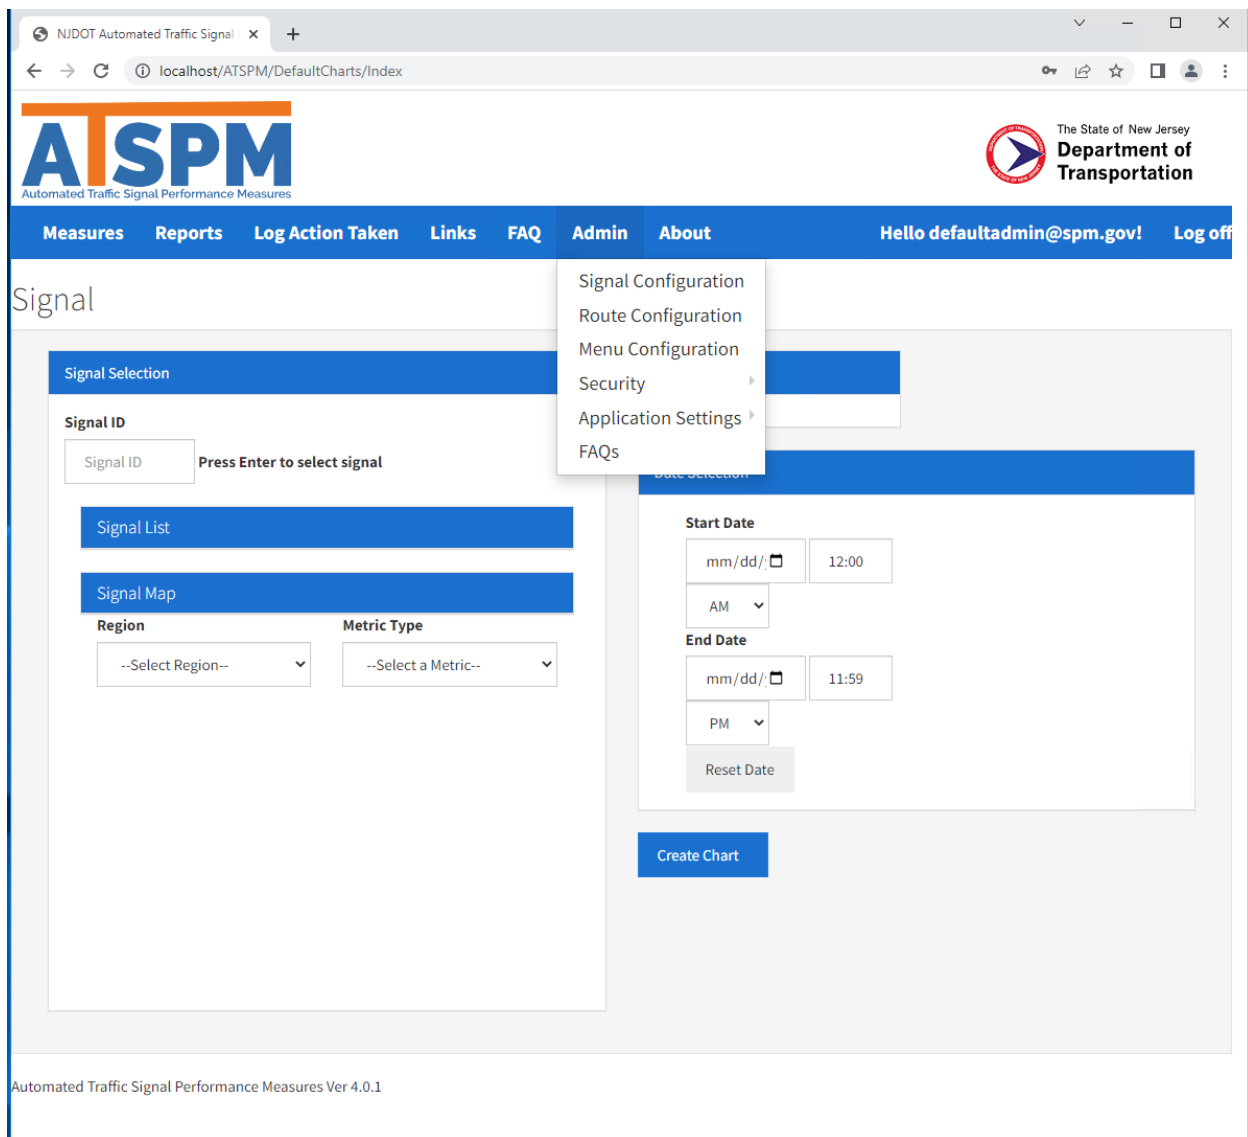 NJDOT Automated Traffic Signal
localhost/ATSPM/DefaultCharts/Index
ATSPM
Automated Traffic Signal Performance Measures
The State of New Jersey
Department of
Transportation
Measures Reports Log Action Taken Links FAQ Admin About Hello defaultadmin@spm.gov! Log off
Signal Configuration
Route Configuration
Menu Configuration
Security
Application Settings
FAQs
Signal
Signal Selection
Signal ID
Signal ID Press Enter to select signal
Signal List
Signal Map
Region Metric Type
--Select Region-- --Select a Metric--
Date Selection
Start Date
mm/dd/ 12:00
AM
End Date
mm/dd/ 11:59
PM
Reset Date
Create Chart
Automated Traffic Signal Performance Measures Ver 4.0.1